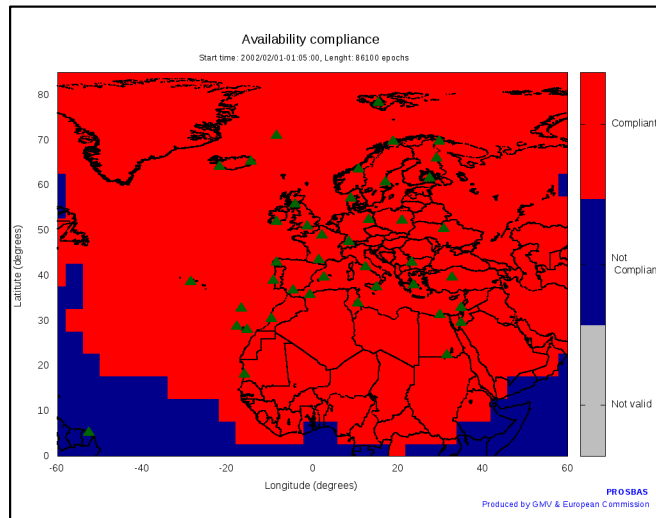 Availability compliance
Start time: 2002/02/01-01:05:00, Lenght: 86100 epochs
80
70
60
50
40
30
20
10
0
-60
-40
-20
0
20
40
60
Latitute (degrees)
Longitude (degrees)
Compliant
Not
Complian
Not valid
PROSBAS
Produced by GMV & European Commission